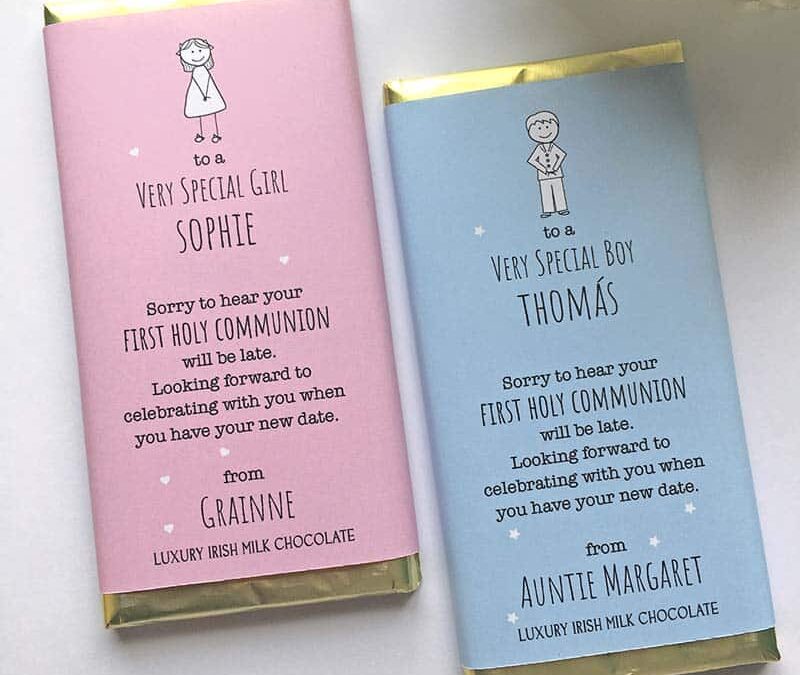 to a
VERY SPECIAL GIRL
SOPHIE
Sorry to hear your
FIRST HOLY COMMUNION
will be late.
Looking forward to
celebrating with you when
you have your new date.
from
GRAINNE
LUXURY IRISH MILK CHOCOLATE
to a
VERY SPECIAL BOY
THOMÁS
Sorry to hear your
FIRST HOLY COMMUNION
will be late.
Looking forward to
celebrating with you when
you have your new date.
from
AUNTIE MARGARET
LUXURY IRISH MILK CHOCOLATE